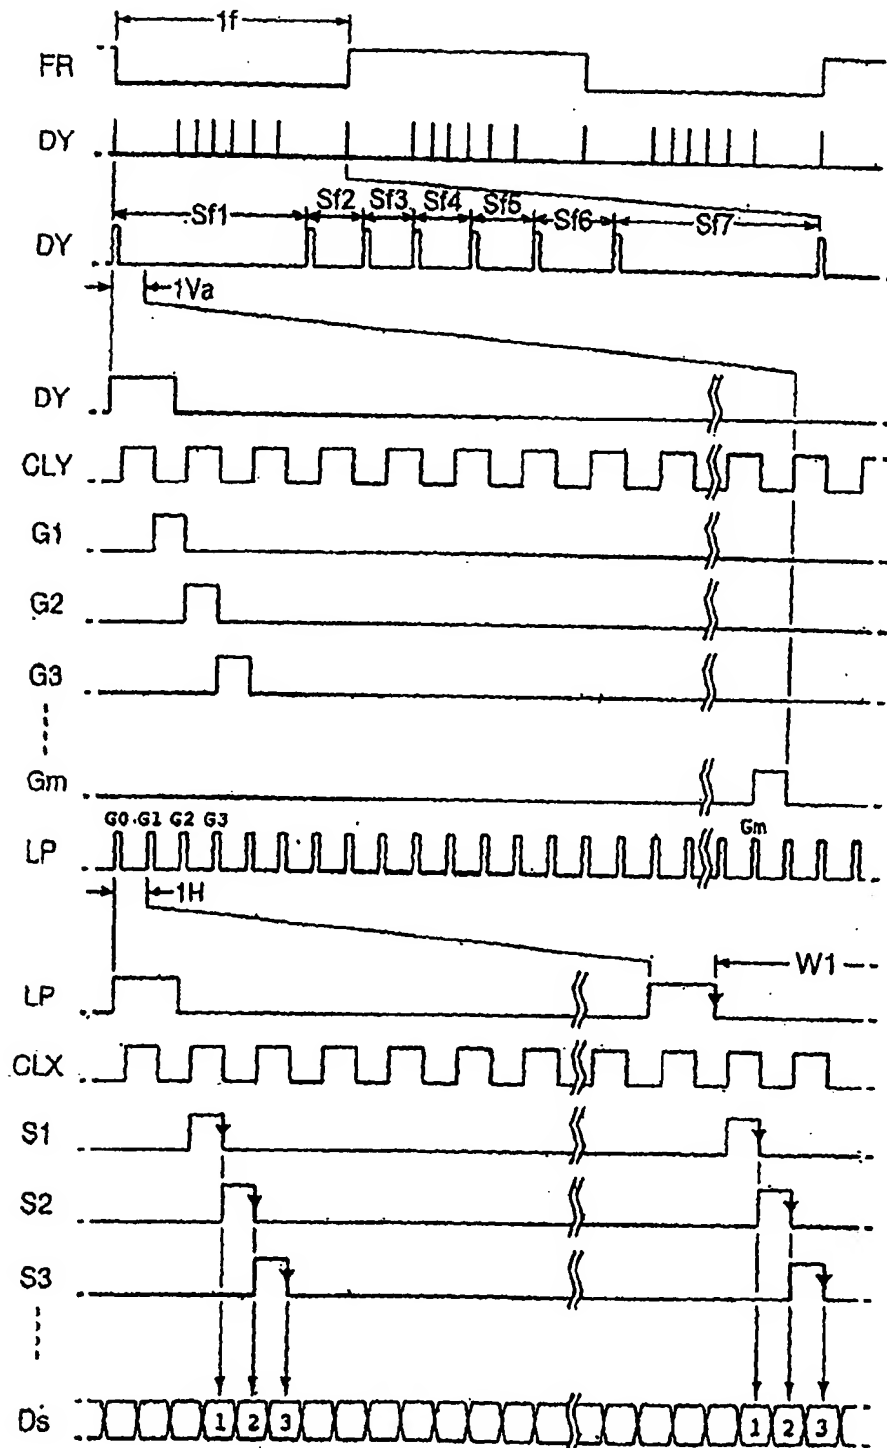 1f
FR
DY
Sf1 Sf2 Sf3 Sf4 Sf5 Sf6 Sf7
DY
1Va
DY
CLY
G1
G2
G3
Gm
G0 G1 G2 G3 Gm
LP
1H
W1
LP
CLX
S1
S2
S3
Ds 1 2 3 1 2 3